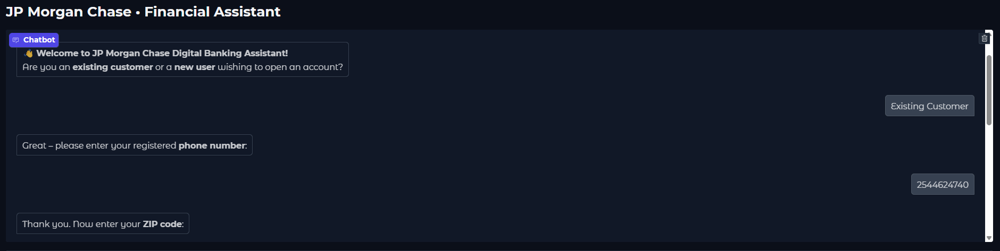 JP Morgan Chase • Financial Assistant
Chatbot
👋 Welcome to JP Morgan Chase Digital Banking Assistant!
Are you an existing customer or a new user wishing to open an account?
Existing Customer
Great – please enter your registered phone number:
2544624740
Thank you. Now enter your ZIP code: